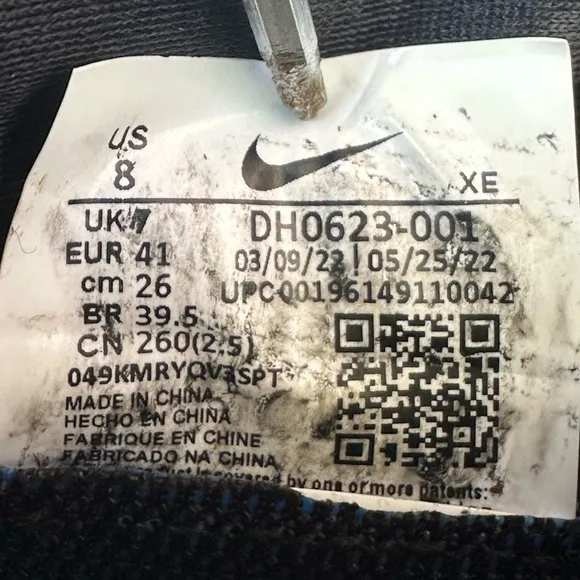 US
8
XE
UK 7 DH0623-001
EUR 41 03/09/22 | 05/25/22
cm 26 UPC 00196149110042
BR 39.5
CN 260(2.5)
049KMRYQV3SPT
MADE IN CHINA
HECHO EN CHINA
FABRIQUE EN CHINE
FABRICADO NA CHINA
is covered by one or more patents: